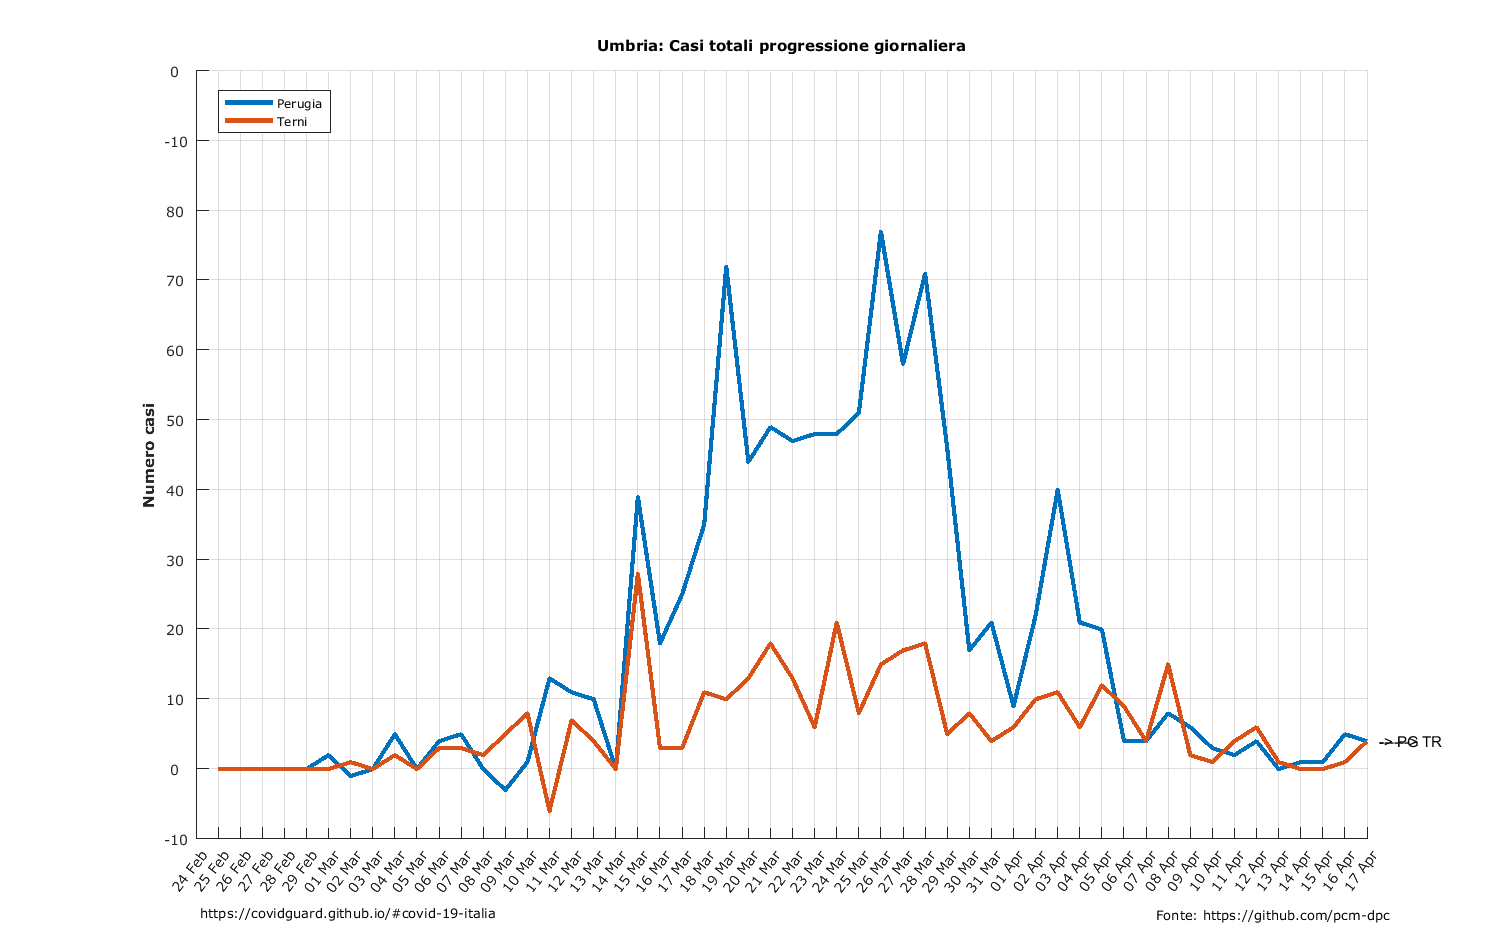 Umbria: Casi totali progressione giornaliera
Perugia
Terni
0
-10
80
70
60
50
40
30
20
10
0
-10
Numero casi
24 Feb
25 Feb
26 Feb
27 Feb
28 Feb
29 Feb
01 Mar
02 Mar
03 Mar
04 Mar
05 Mar
06 Mar
07 Mar
08 Mar
09 Mar
10 Mar
11 Mar
12 Mar
13 Mar
14 Mar
15 Mar
16 Mar
17 Mar
18 Mar
19 Mar
20 Mar
21 Mar
22 Mar
23 Mar
24 Mar
25 Mar
26 Mar
27 Mar
28 Mar
29 Mar
30 Mar
31 Mar
01 Apr
02 Apr
03 Apr
04 Apr
05 Apr
06 Apr
07 Apr
08 Apr
09 Apr
10 Apr
11 Apr
12 Apr
13 Apr
14 Apr
15 Apr
16 Apr
17 Apr
-> PG TR
https://covidguard.github.io/#covid-19-italia
Fonte: https://github.com/pcm-dpc